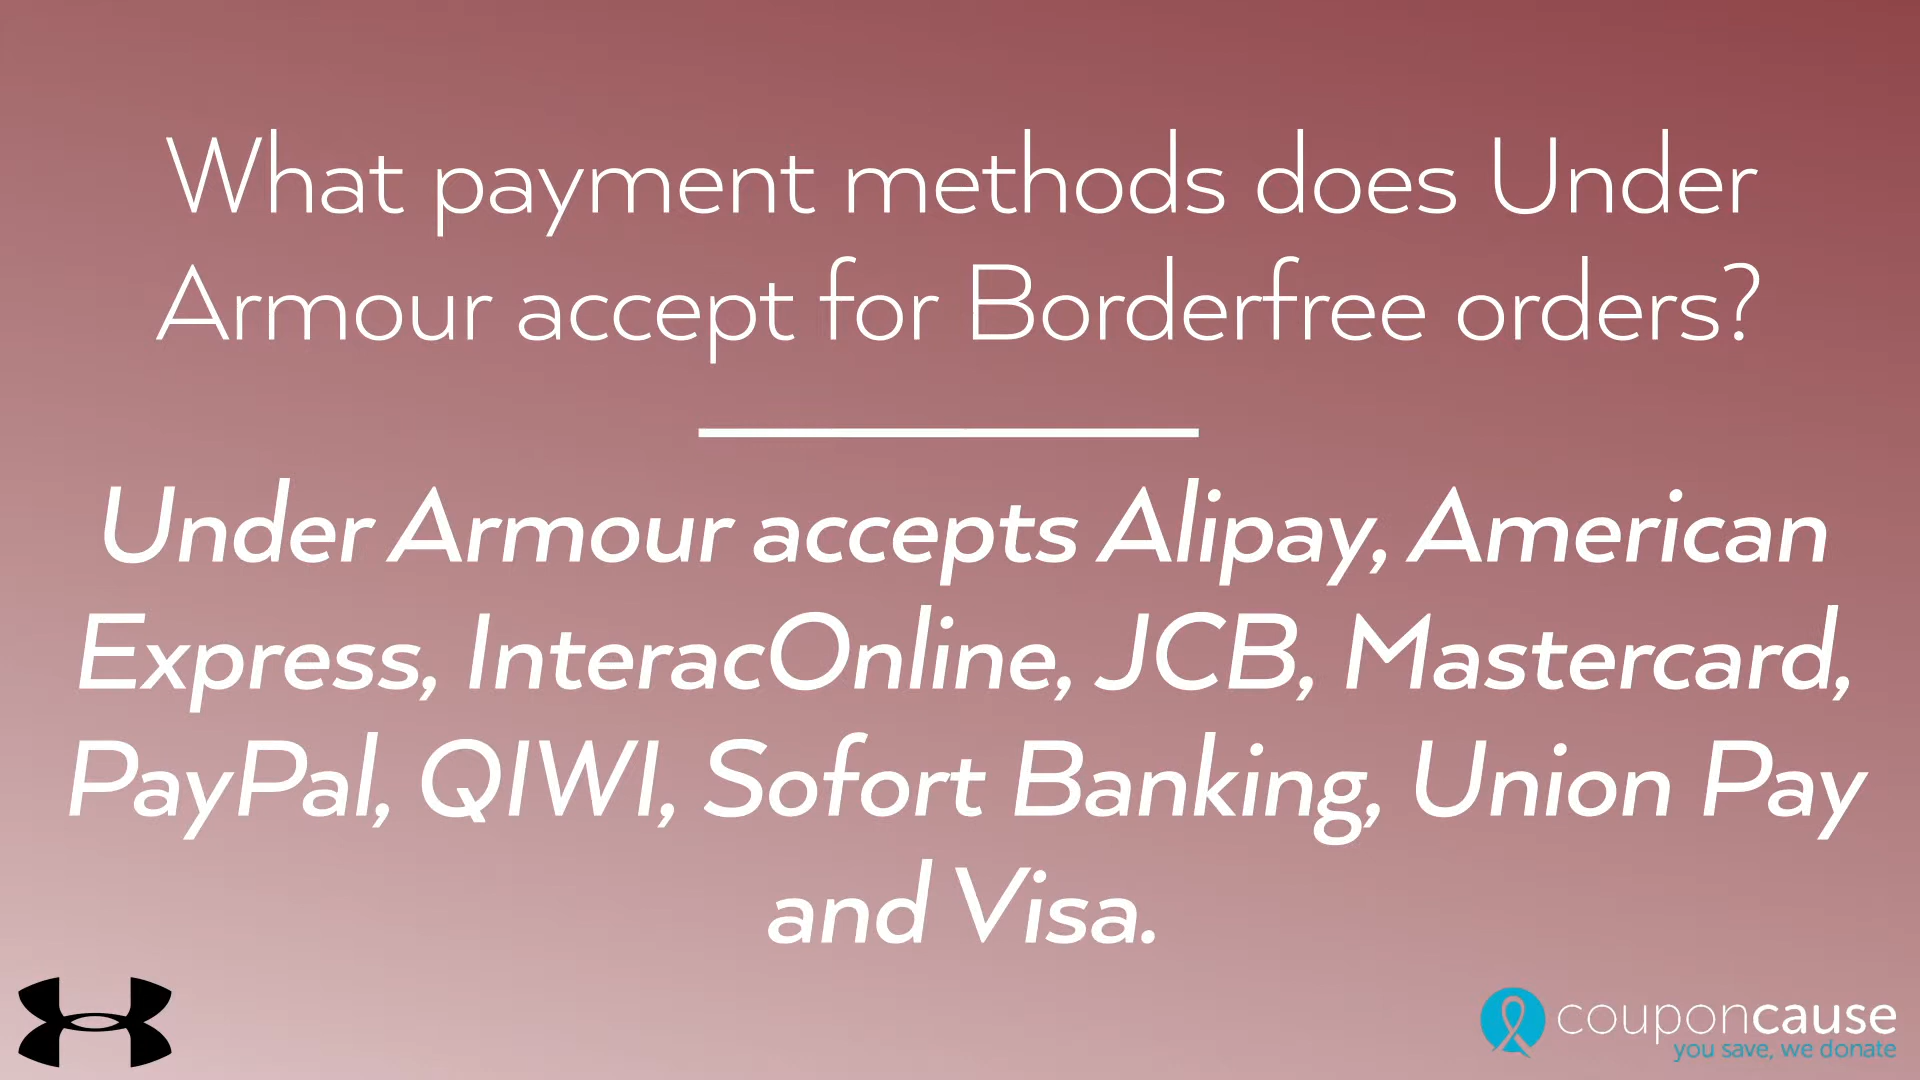 What payment methods does Under
Armour accept for Borderfree orders?
Under Armour accepts Alipay, American
Express, InteracOnline, JCB, Mastercard,
PayPal, QIWI, Sofort Banking, Union Pay
and Visa.
couponcause
you save, we donate